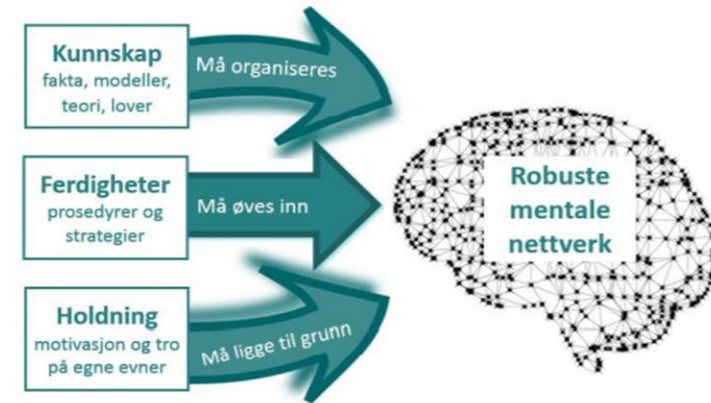 Kunnskap
fakta, modeller,
teori, lover
Må organiseres
Ferdigheter
prosedyrer og
strategier
Må øves inn
Holdning
motivasjon og tro
på egne evner
Må ligge til grunn
Robuste
mentale
nettverk